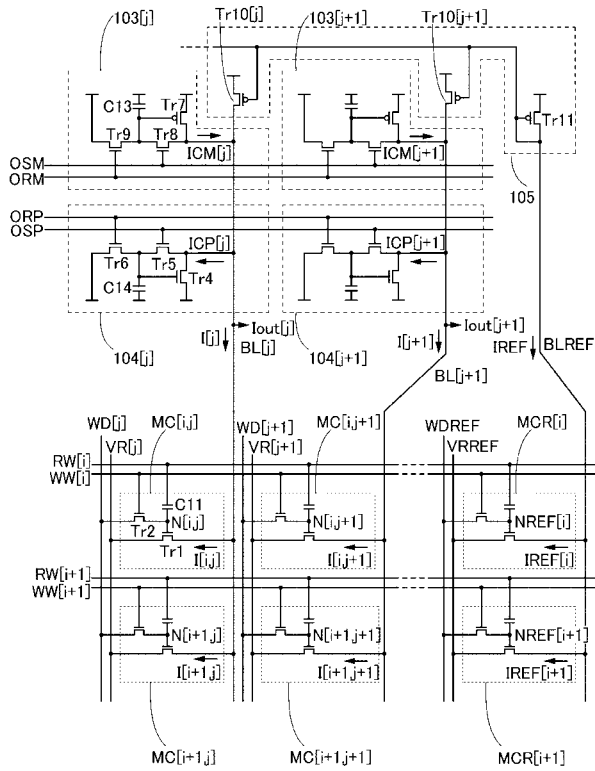 103[j] Tr10[j] 103[j+1] Tr10[j+1]
C13 Tr7
Tr9 Tr8 Tr11
ICM[j] ICM[j+1]
OSM
ORM
105
ORP
OSP
ICP[j] ICP[j+1]
Tr6 Tr5
C14 Tr4
I[j] Iout[j] I[j+1] Iout[j+1]
104[j] BL[j] 104[j+1] IREF BLREF
BL[j+1]
WD[j] MC[i,j] WD[j+1] MC[i,j+1] WDREF MCR[i]
VR[j] VR[j+1] VRREF
RW[i]
WW[i]
C11
Tr2 N[i,j] N[i,j+1] NREF[i]
Tr1 I[i,j] I[i,j+1] IREF[i]
RW[i+1]
WW[i+1]
N[i+1,j] N[i+1,j+1] NREF[i+1]
I[i+1,j] I[i+1,j+1] IREF[i+1]
MC[i+1,j] MC[i+1,j+1] MCR[i+1]